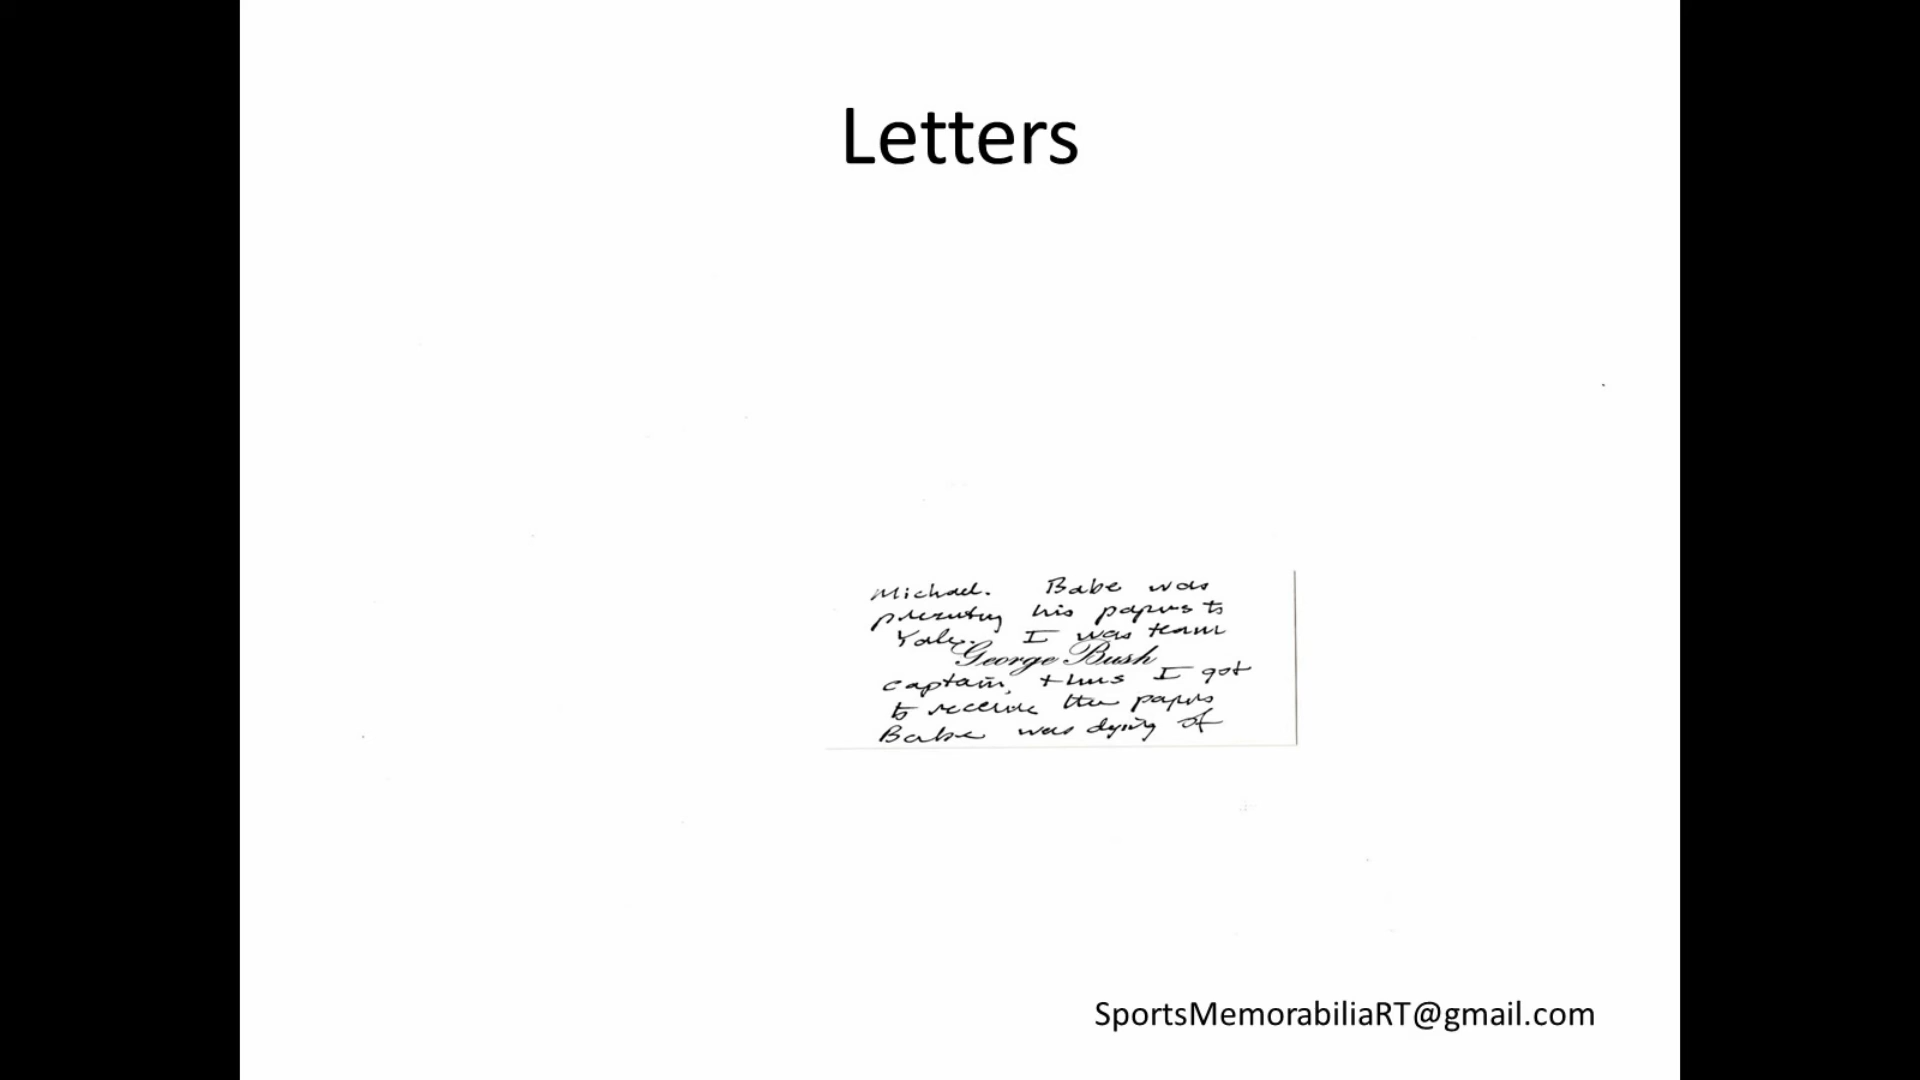 Letters
Michael. Babe was
presenting his papers to
Yale. I was team
George Bush
captain, thus I got
to receive the papers
Babe was dying of
SportsMemorabiliaRT@gmail.com